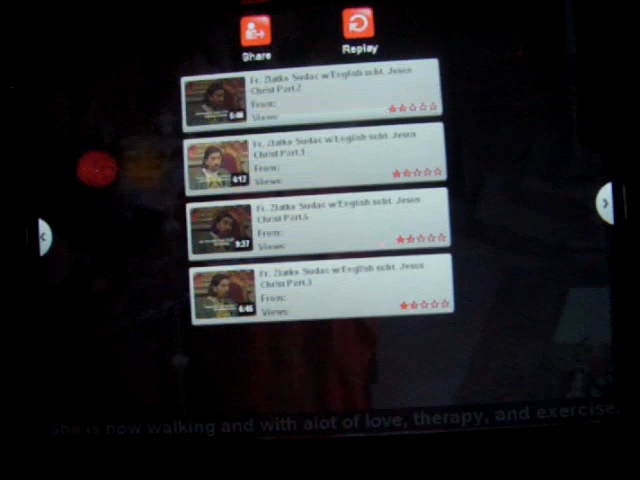 Share
Replay
Fr. Zlatko Sudac w/English subt. Jesus
Christ Part.2
From:
Views:
Fr. Zlatko Sudac w/English subt. Jesus
Christ Part.1
From:
Views:
4:17
Fr. Zlatko Sudac w/English subt. Jesus
From:
Views:
9:37
Fr. Zlatko Sudac w/English subt. Jesus
Christ Part.3
From:
Views:
She is now walking and with alot of love, therapy, and exercise.